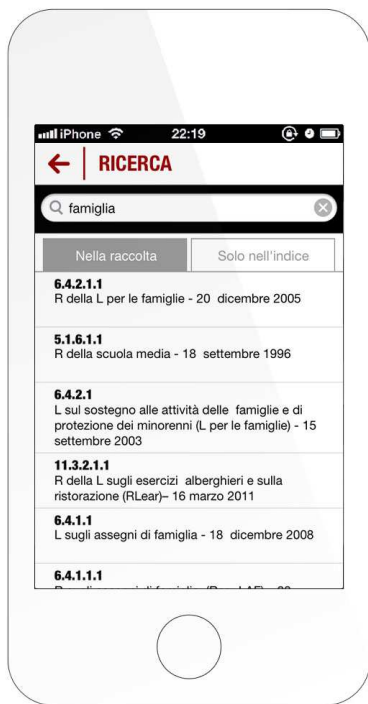 iPhone 22:19
RICERCA
famiglia
Nella raccolta Solo nell'indice
6.4.2.1.1
R della L per le famiglie - 20 dicembre 2005
5.1.6.1.1
R della scuola media - 18 settembre 1996
6.4.2.1
L sul sostegno alle attività delle famiglie e di
protezione dei minorenni (L per le famiglie) - 15
settembre 2003
11.3.2.1.1
R della L sugli esercizi alberghieri e sulla
ristorazione (RLear)– 16 marzo 2011
6.4.1.1
L sugli assegni di famiglia - 18 dicembre 2008
6.4.1.1.1